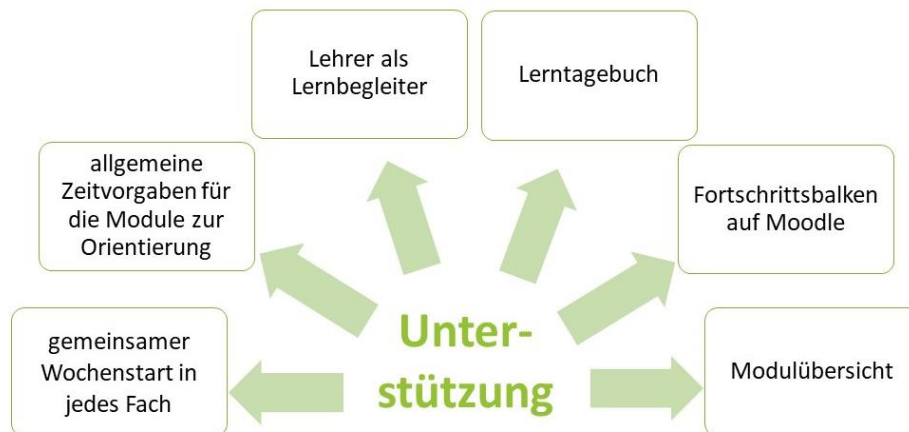 Lehrer als
Lernbegleiter
Lerntagebuch
allgemeine
Zeitvorgaben für
die Module zur
Orientierung
Fortschrittsbalken
auf Moodle
gemeinsamer
Wochenstart in
jedes Fach
Unter-
stützung
Modulübersicht